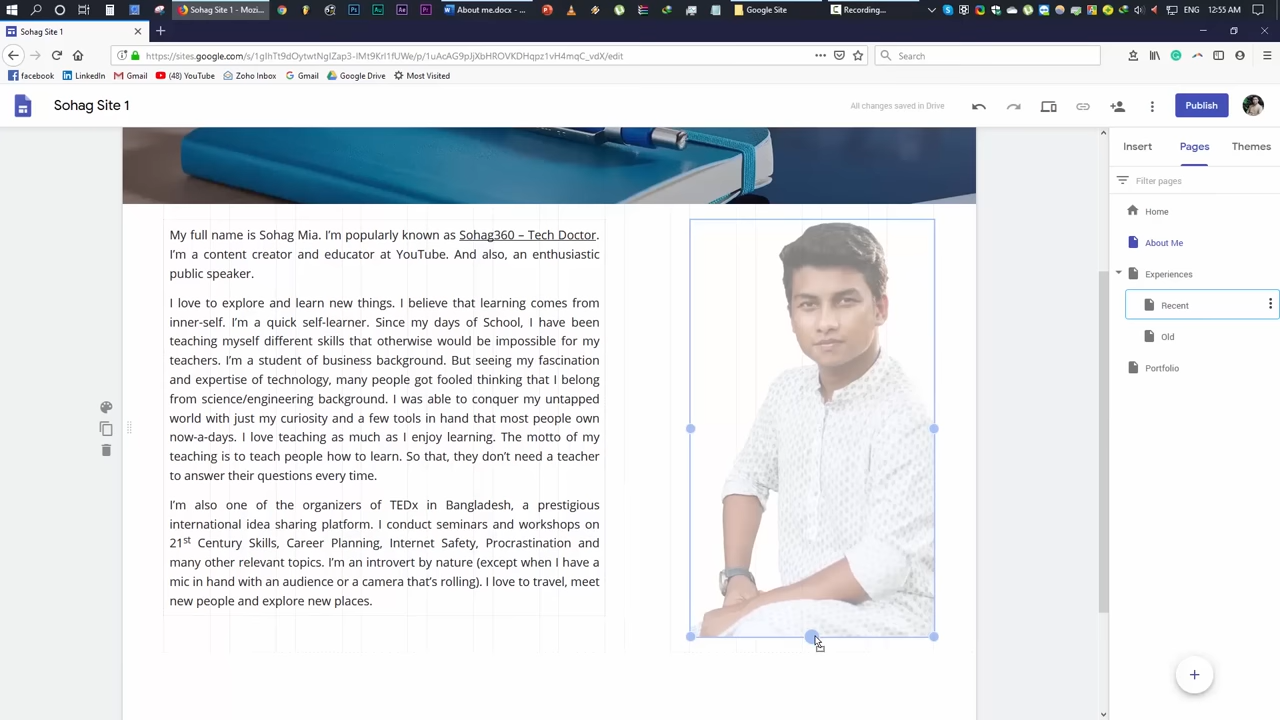 About me.docx - ...
Google Site
Recording...
ENG
12:55 AM
Sohag Site 1 - Mozi...
Sohag Site 1
https://sites.google.com/s/1gIhTt9dOytwtNgIZap3-IMt9KrI1fUWe/p/1uAcAG9pJjXbHROVKDHqpz1vH4mqC_vdX/edit
Search
facebook
LinkedIn
Gmail
(48) YouTube
Zoho Inbox
Gmail
Google Drive
Most Visited
Sohag Site 1
All changes saved in Drive
Publish
Insert
Pages
Themes
Filter pages
Home
About Me
Experiences
Recent
Old
Portfolio
My full name is Sohag Mia. I’m popularly known as Sohag360 – Tech Doctor.
I’m a content creator and educator at YouTube. And also, an enthusiastic
public speaker.
I love to explore and learn new things. I believe that learning comes from
inner-self. I’m a quick self-learner. Since my days of School, I have been
teaching myself different skills that otherwise would be impossible for my
teachers. I’m a student of business background. But seeing my fascination
and expertise of technology, many people got fooled thinking that I belong
from science/engineering background. I was able to conquer my untapped
world with just my curiosity and a few tools in hand that most people own
now-a-days. I love teaching as much as I enjoy learning. The motto of my
teaching is to teach people how to learn. So that, they don’t need a teacher
to answer their questions every time.
I’m also one of the organizers of TEDx in Bangladesh, a prestigious
international idea sharing platform. I conduct seminars and workshops on
21st Century Skills, Career Planning, Internet Safety, Procrastination and
many other relevant topics. I’m an introvert by nature (except when I have a
mic in hand with an audience or a camera that’s rolling). I love to travel, meet
new people and explore new places.